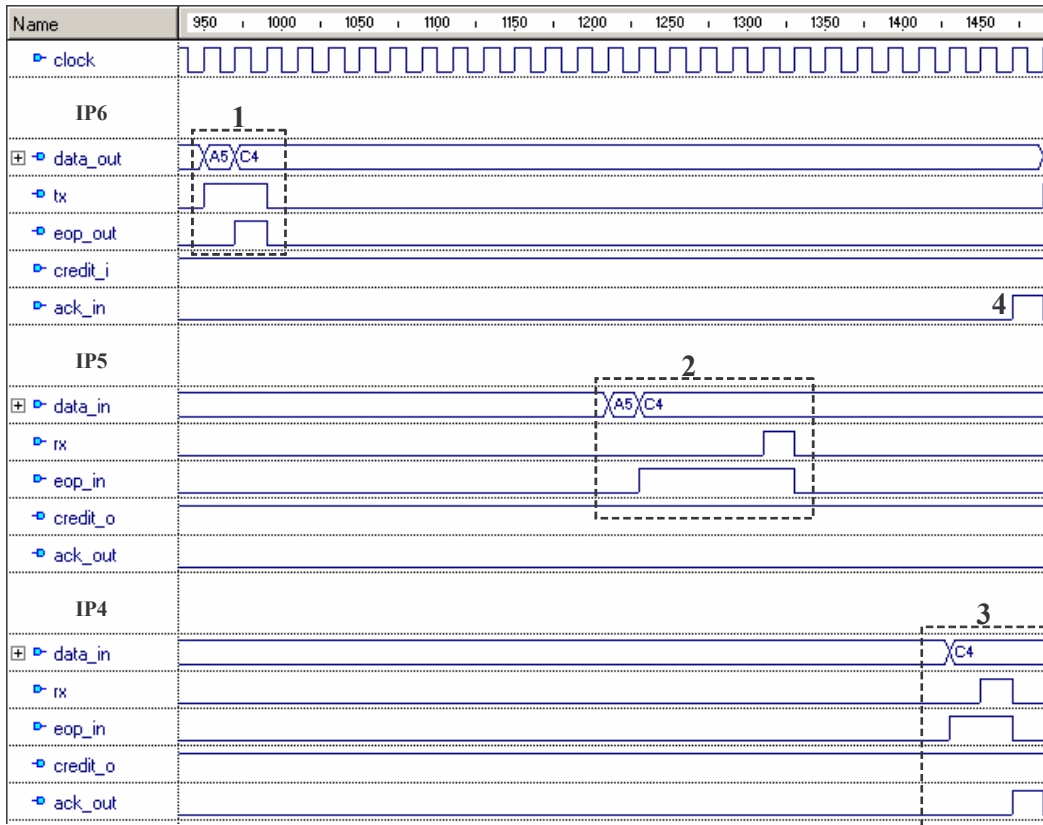 Name 950 1000 1050 1100 1150 1200 1250 1300 1350 1400 1450
clock
IP6 1
data_out A5 C4
tx
eop_out
credit_i
ack_in 4
IP5 2
data_in A5 C4
rx
eop_in
credit_o
ack_out
IP4 3
data_in C4
rx
eop_in
credit_o
ack_out